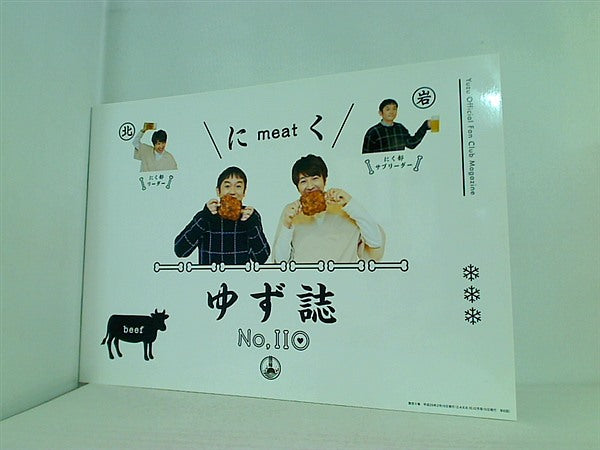 北
にく部
リーダー
に meat く
岩
にく部
サブリーダー
Yuzu Official Fan Club Magazine
ゆず誌
No,110
beef